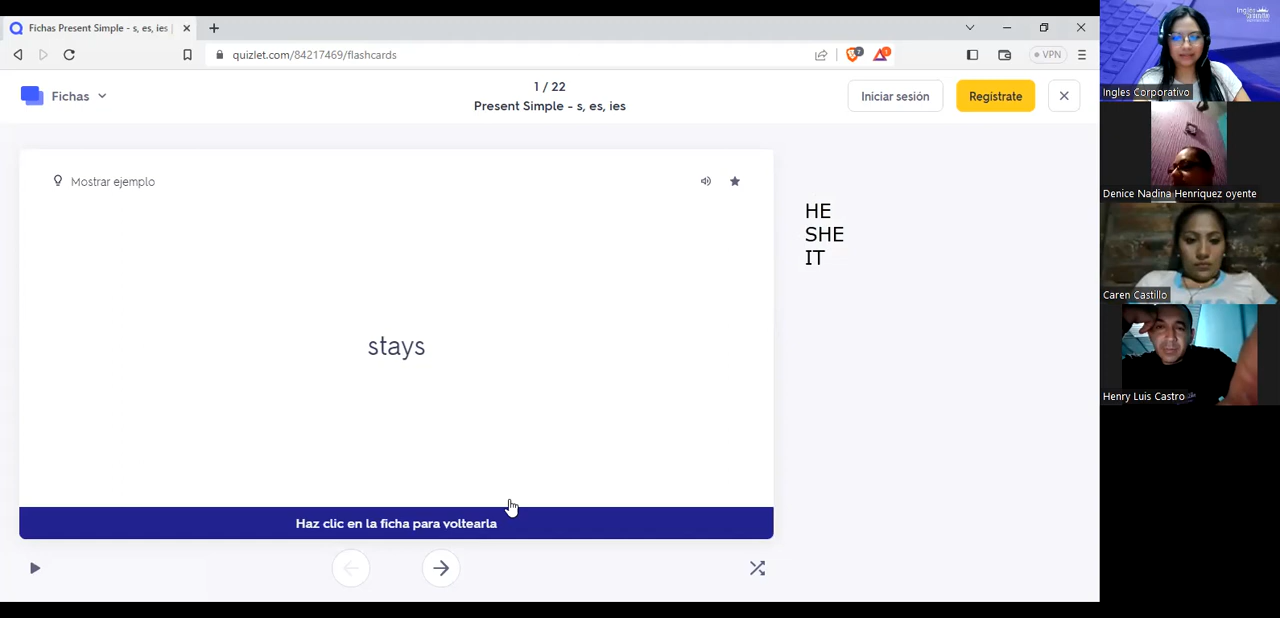 Fichas Present Simple - s, es, ies |
quizlet.com/84217469/flashcards
2
1
VPN
Fichas
1 / 22
Present Simple - s, es, ies
Iniciar sesión
Regístrate
Mostrar ejemplo
stays
Haz clic en la ficha para voltearla
HE
SHE
IT
Ingles Corporativo
Denice Nadina Henriquez oyente
Caren Castillo
Henry Luis Castro